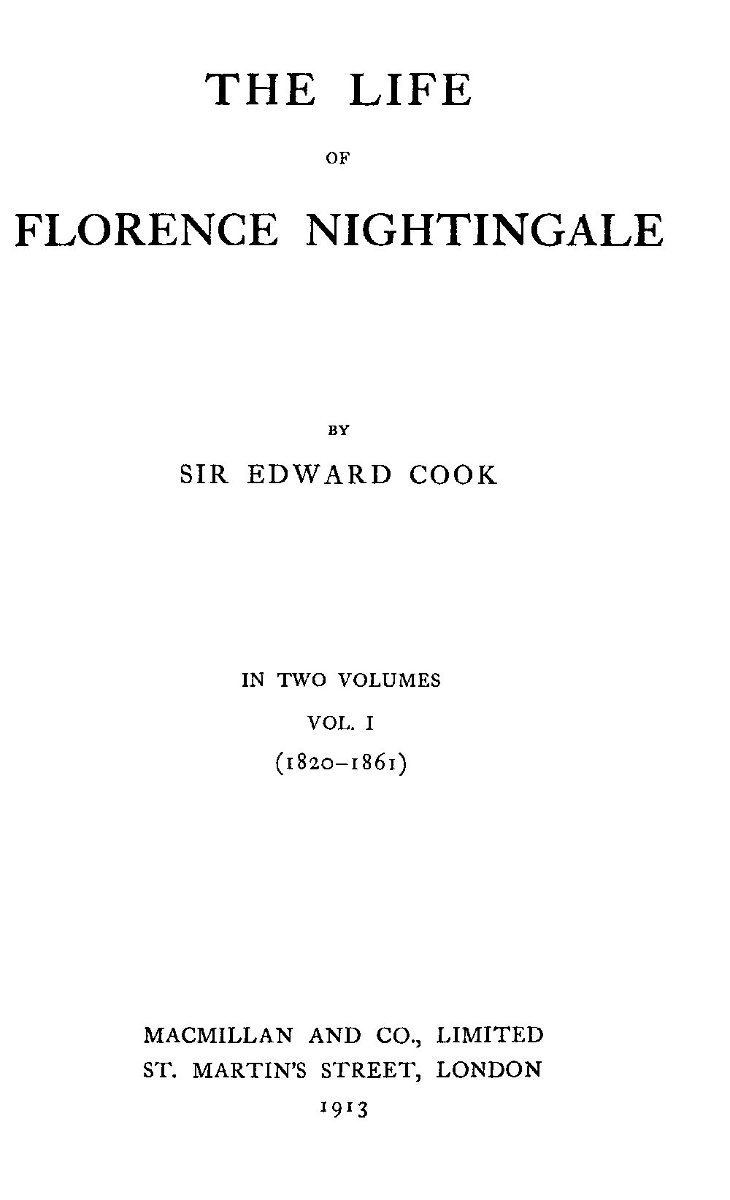 THE LIFE
OF
FLORENCE NIGHTINGALE
BY
SIR EDWARD COOK
IN TWO VOLUMES
VOL. I
(1820–1861)
MACMILLAN AND CO., LIMITED
ST. MARTIN'S STREET, LONDON
1913